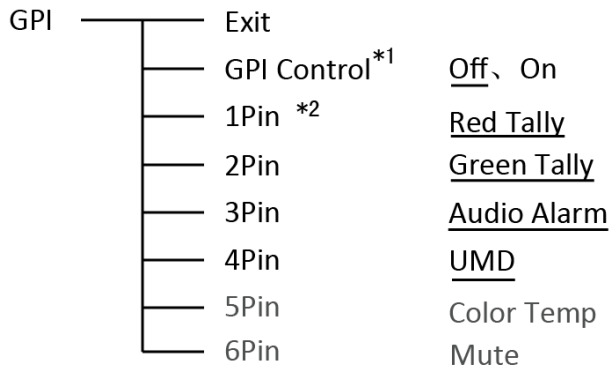 GPI Exit
GPI Control*1 Off、On
1Pin *2 Red Tally
2Pin Green Tally
3Pin Audio Alarm
4Pin UMD
5Pin Color Temp
6Pin Mute